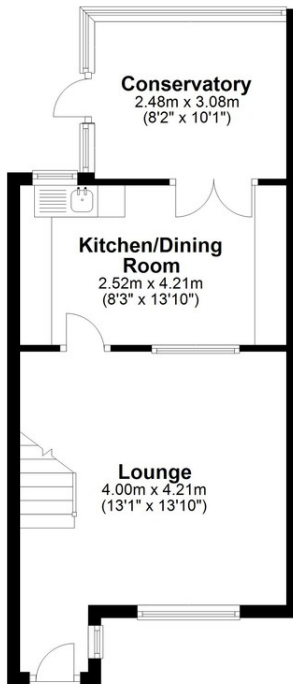 Conservatory
2.48m x 3.08m
(8'2" x 10'1")
Kitchen/Dining
Room
2.52m x 4.21m
(8'3" x 13'10")
Lounge
4.00m x 4.21m
(13'1" x 13'10")